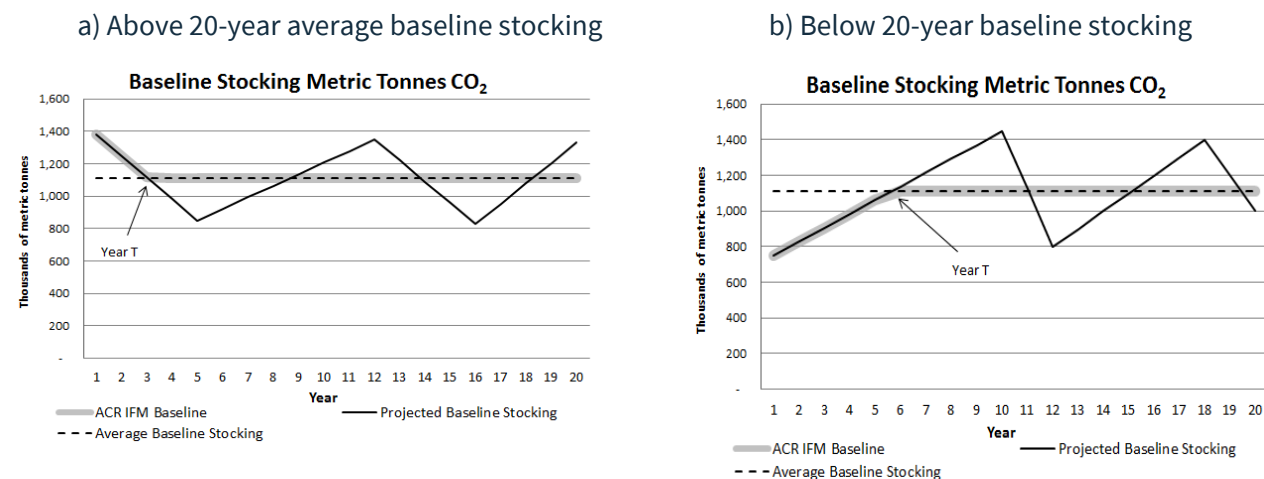 a) Above 20-year average baseline stocking
Baseline Stocking Metric Tonnes CO₂
Thousands of metric tonnes
1,600
1,400
1,200
1,000
800
600
400
200
-
Year T
1 2 3 4 5 6 7 8 9 10 11 12 13 14 15 16 17 18 19 20
Year
ACR IFM Baseline
Projected Baseline Stocking
Average Baseline Stocking
b) Below 20-year baseline stocking
Baseline Stocking Metric Tonnes CO₂
Thousands of metric tonnes
1,600
1,400
1,200
1,000
800
600
400
200
-
Year T
1 2 3 4 5 6 7 8 9 10 11 12 13 14 15 16 17 18 19 20
Year
ACR IFM Baseline
Projected Baseline Stocking
Average Baseline Stocking